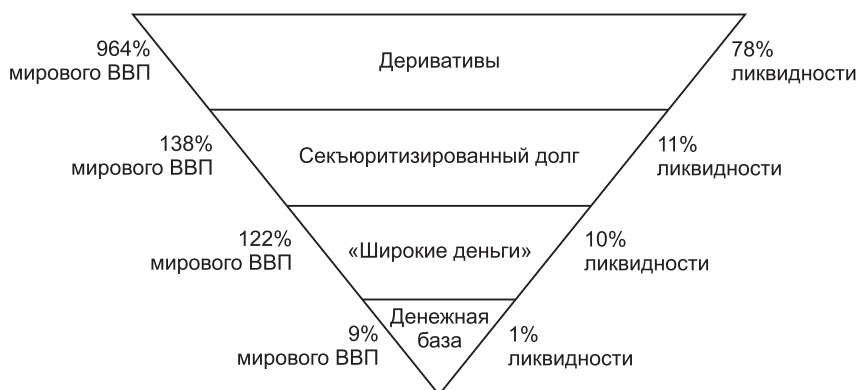 964%
мирового ВВП
Деривативы
78%
ликвидности
138%
мирового ВВП
Секъюритизированный долг
11%
ликвидности
122%
мирового ВВП
«Широкие деньги»
10%
ликвидности
9%
мирового ВВП
Денежная
база
1%
ликвидности